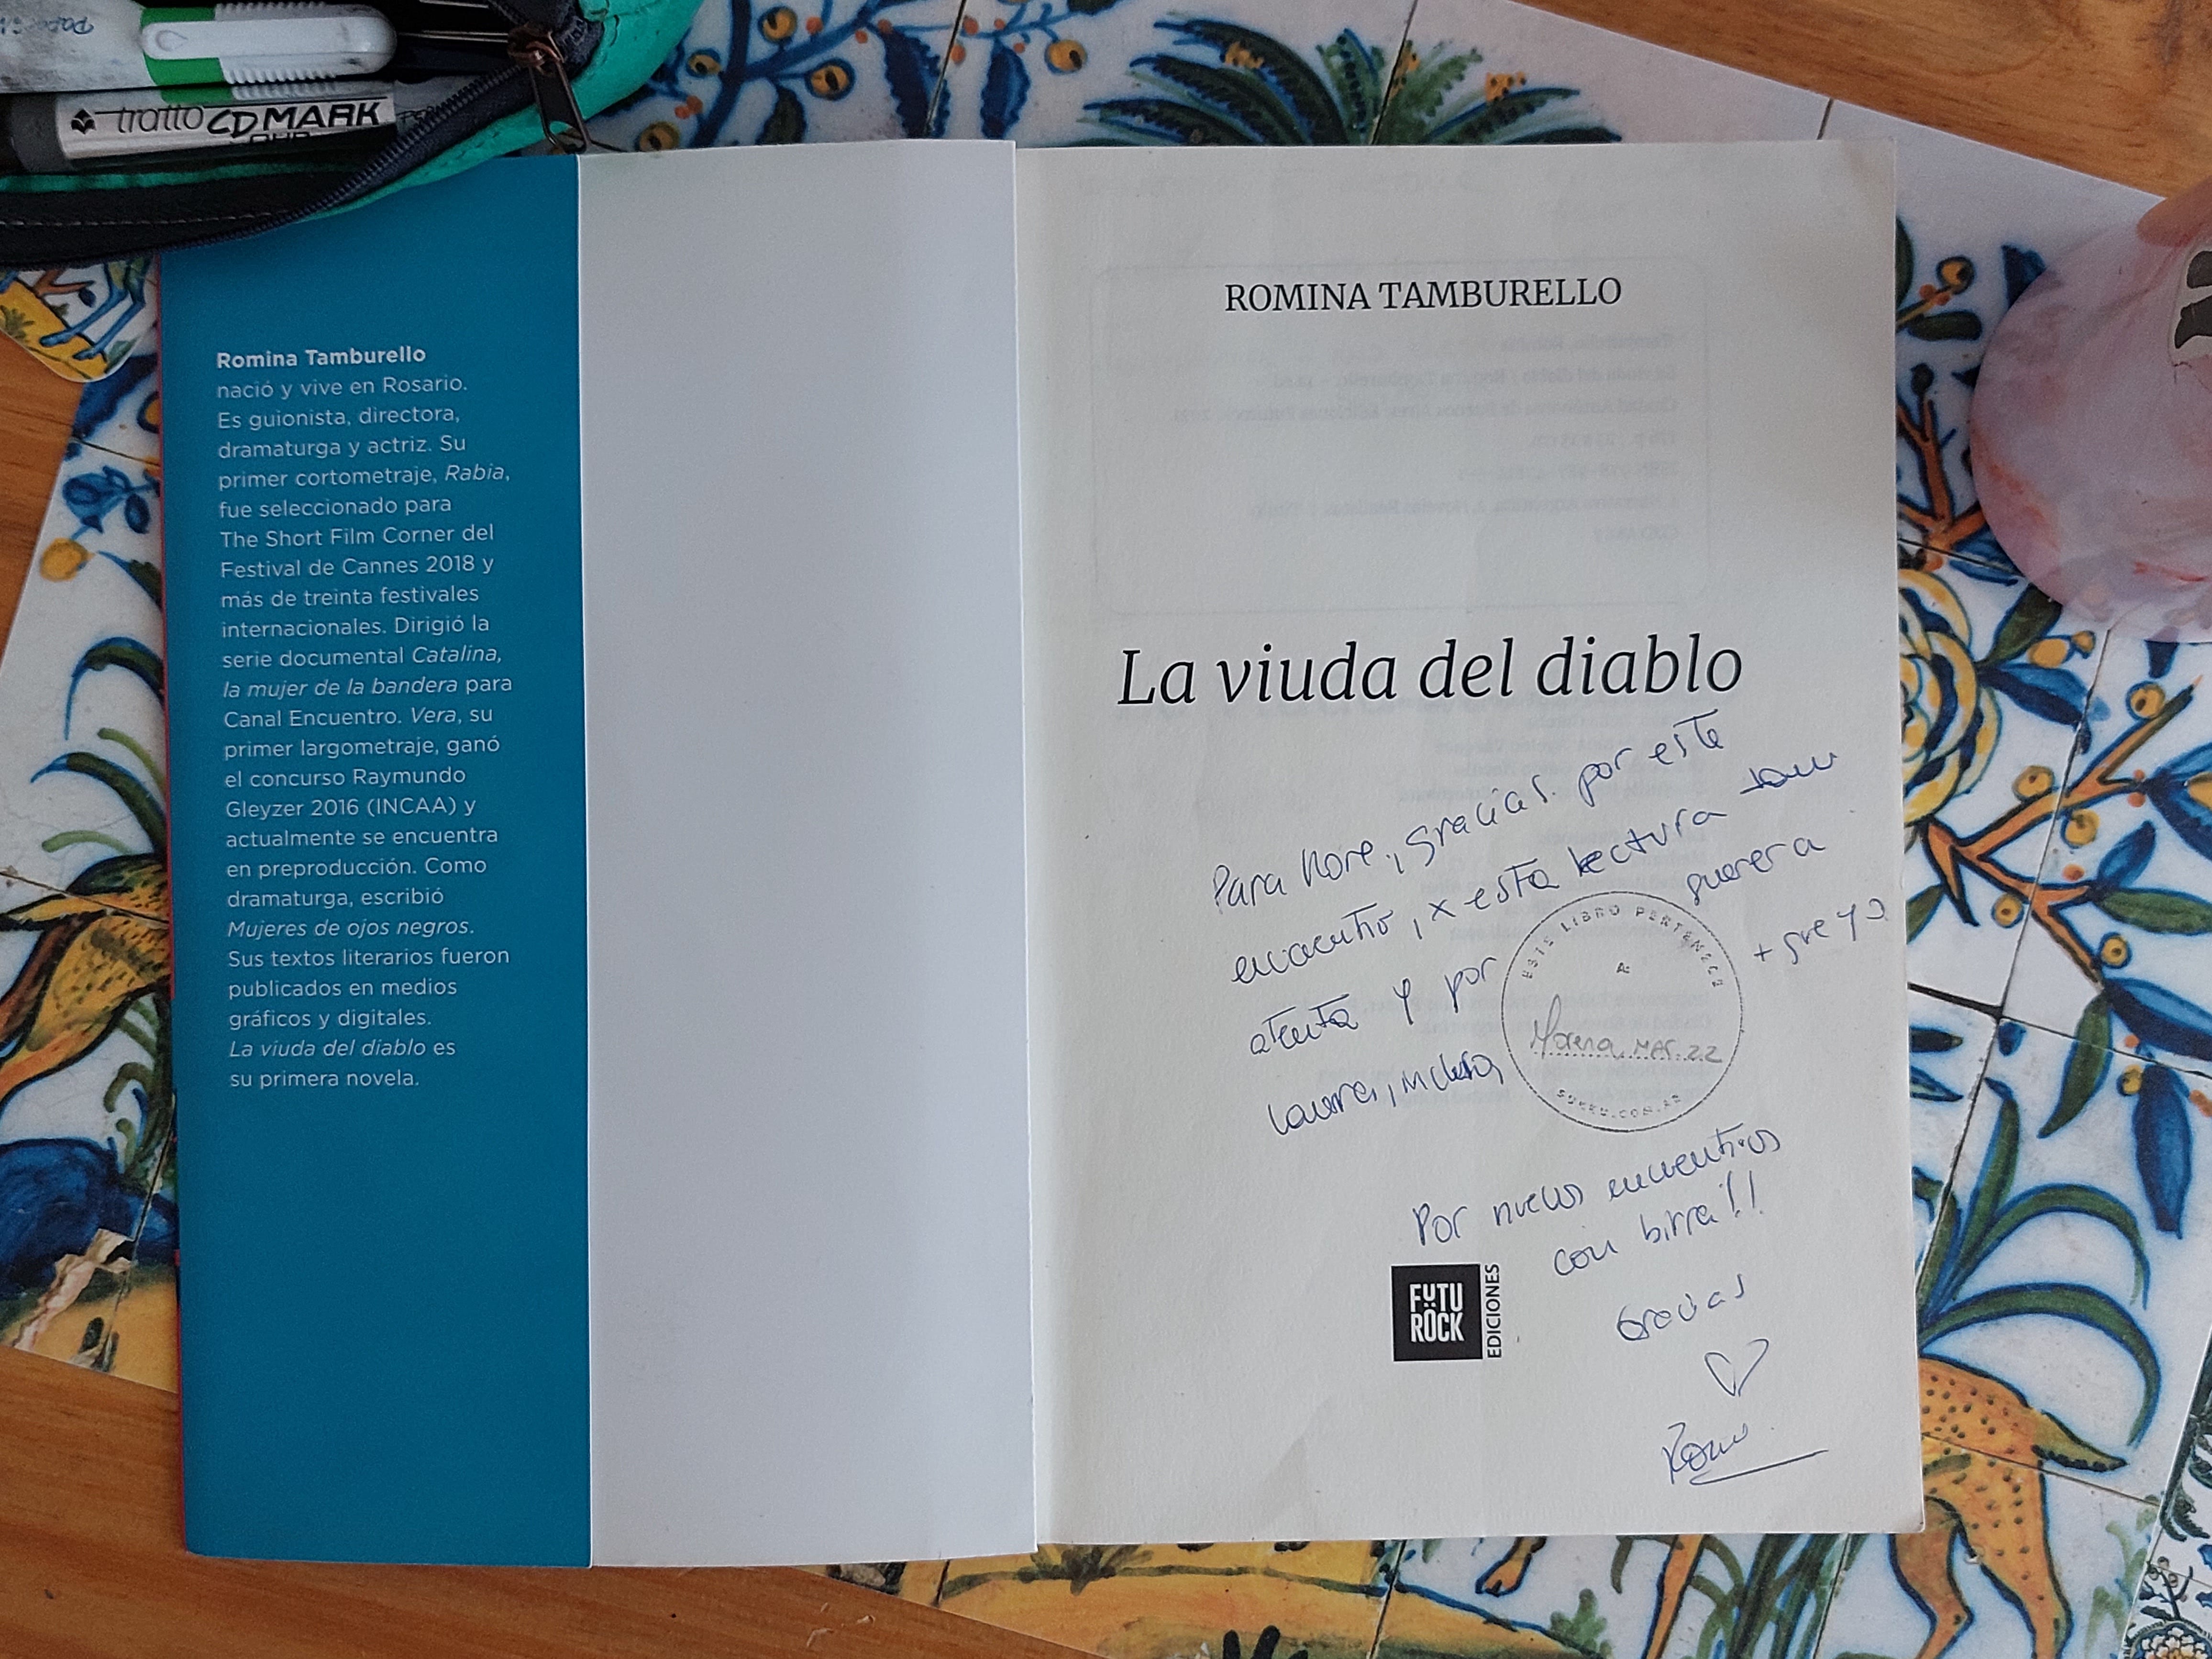 tratto CD MARK
Romina Tamburello
nació y vive en Rosario.
Es guionista, directora,
dramaturga y actriz. Su
primer cortometraje, Rabia,
fue seleccionado para
The Short Film Corner del
Festival de Cannes 2018 y
más de treinta festivales
internacionales. Dirigió la
serie documental Catalina,
la mujer de la bandera para
Canal Encuentro. Vera, su
primer largometraje, ganó
el concurso Raymundo
Gleyzer 2016 (INCAA) y
actualmente se encuentra
en preproducción. Como
dramaturga, escribió
Mujeres de ojos negros.
Sus textos literarios fueron
publicados en medios
gráficos y digitales.
La viuda del diablo es
su primera novela.
ROMINA TAMBURELLO
La viuda del diablo
Para More, gracias por este
encuentro, x esta lectura tan
atenta y por querer a
Laura, incluso + que yo
ESTE LIBRO PERTENECE
A:
Morena, MAR. 22
Por nuevos encuentros
con birra!!
Gracias
Romi
FUTURÖCK
EDICIONES